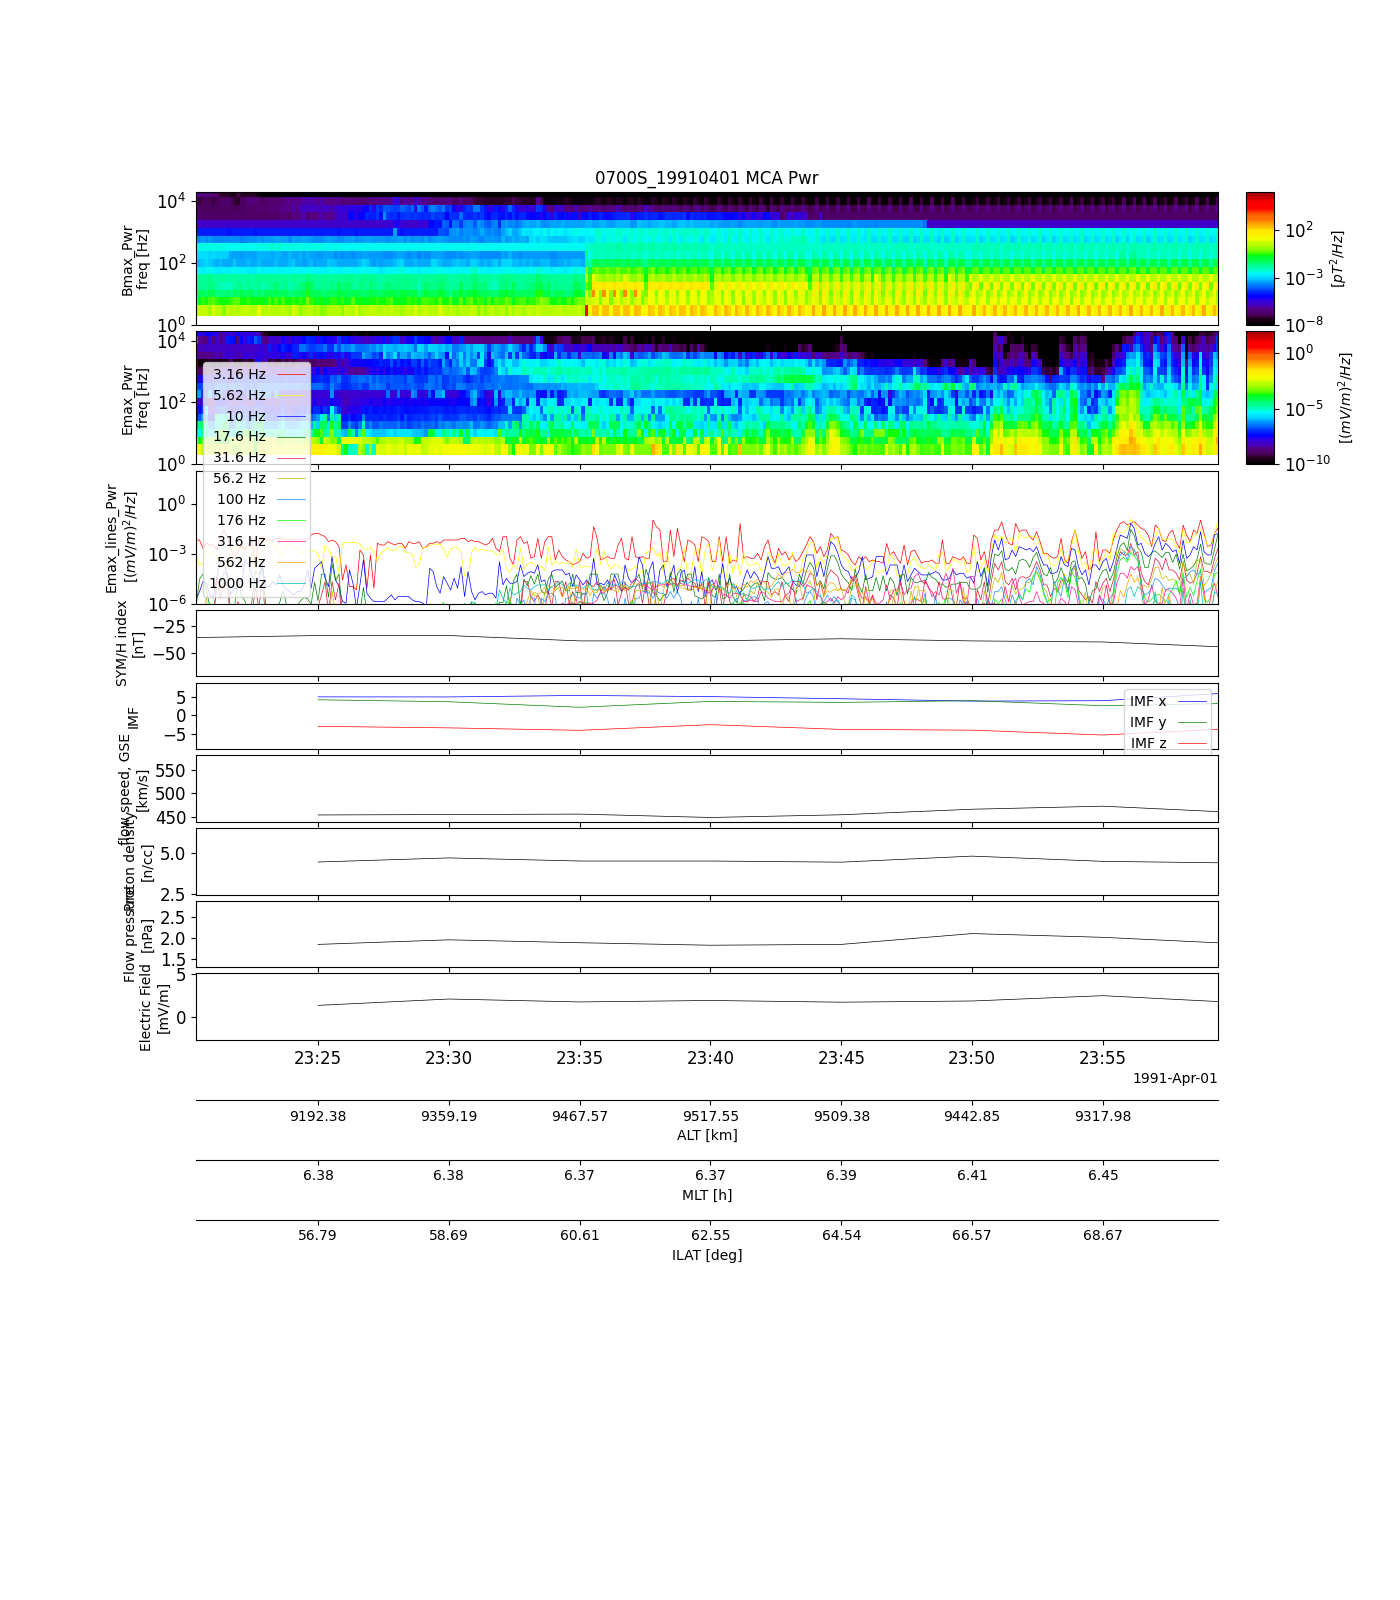 0700S_19910401 MCA Pwr
Bmax_Pwr
freq [Hz]
10^4
10^2
10^0
10^2
10^-3
10^-8
[pT^2/Hz]
Emax_Pwr
freq [Hz]
10^4
10^2
10^0
10^0
10^-5
10^-10
[(mV/m)^2/Hz]
3.16 Hz
5.62 Hz
10 Hz
17.6 Hz
31.6 Hz
56.2 Hz
100 Hz
176 Hz
316 Hz
562 Hz
1000 Hz
Emax_lines_Pwr
[(mV/m)^2/Hz]
10^0
10^-3
10^-6
SYM/H index
[nT]
−25
−50
IMF
5
0
−5
IMF x
IMF y
IMF z
flow speed, GSE
[km/s]
550
500
450
Proton density
[n/cc]
5.0
2.5
Flow pressure
[nPa]
2.5
2.0
1.5
Electric Field
[mV/m]
5
0
23:25 23:30 23:35 23:40 23:45 23:50 23:55
1991-Apr-01
9192.38 9359.19 9467.57 9517.55 9509.38 9442.85 9317.98
ALT [km]
6.38 6.38 6.37 6.37 6.39 6.41 6.45
MLT [h]
56.79 58.69 60.61 62.55 64.54 66.57 68.67
ILAT [deg]